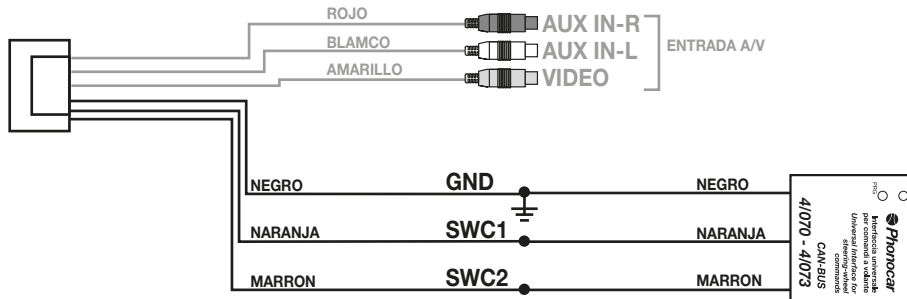 ROJO
AUX IN-R
BLAMCO
AUX IN-L
ENTRADA A/V
AMARILLO
VIDEO
NEGRO
GND
NEGRO
NARANJA
SWC1
NARANJA
MARRON
SWC2
MARRON
PRG
Phonocar
Interfaccia universale
per comandi a volante
Universal Interface for
steering-wheel
commands
CAN-BUS
4/070 - 4/073